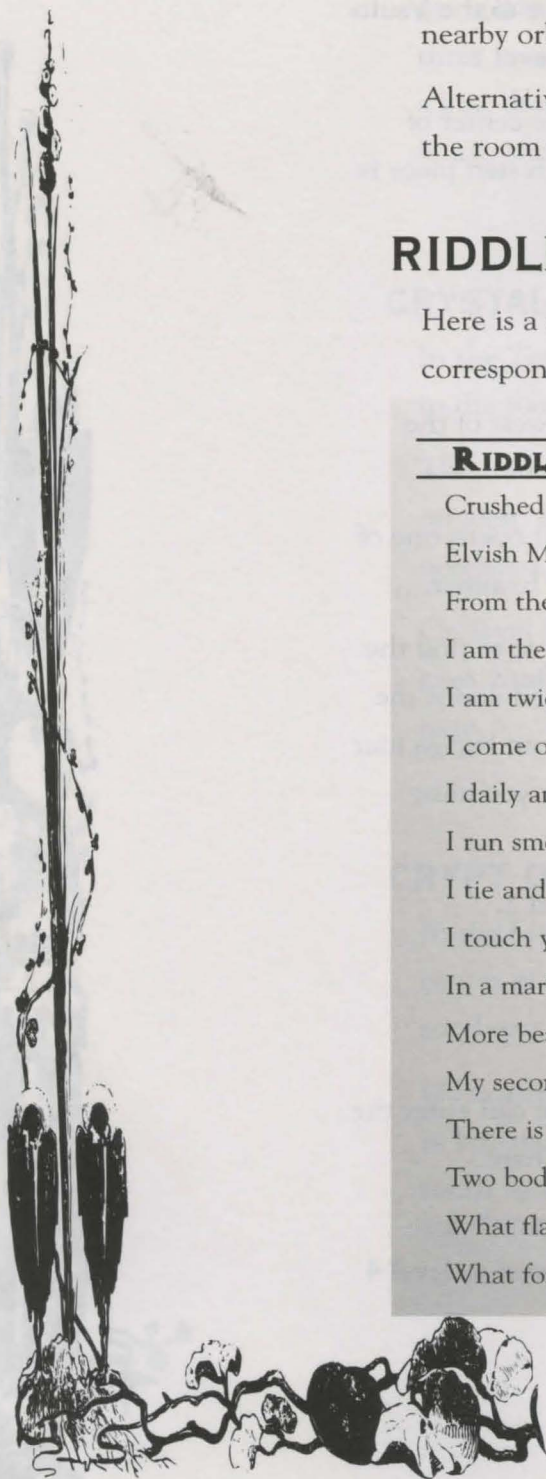 nearby or
Alternativ
the room
RIDDL
Here is a
correspon
RIDDL
Crushed
Elvish M
From the
I am the
I am twi
I come o
I daily an
I run smo
I tie and
I touch y
In a mar
More be
My secon
There is
Two bod
What fla
What fo